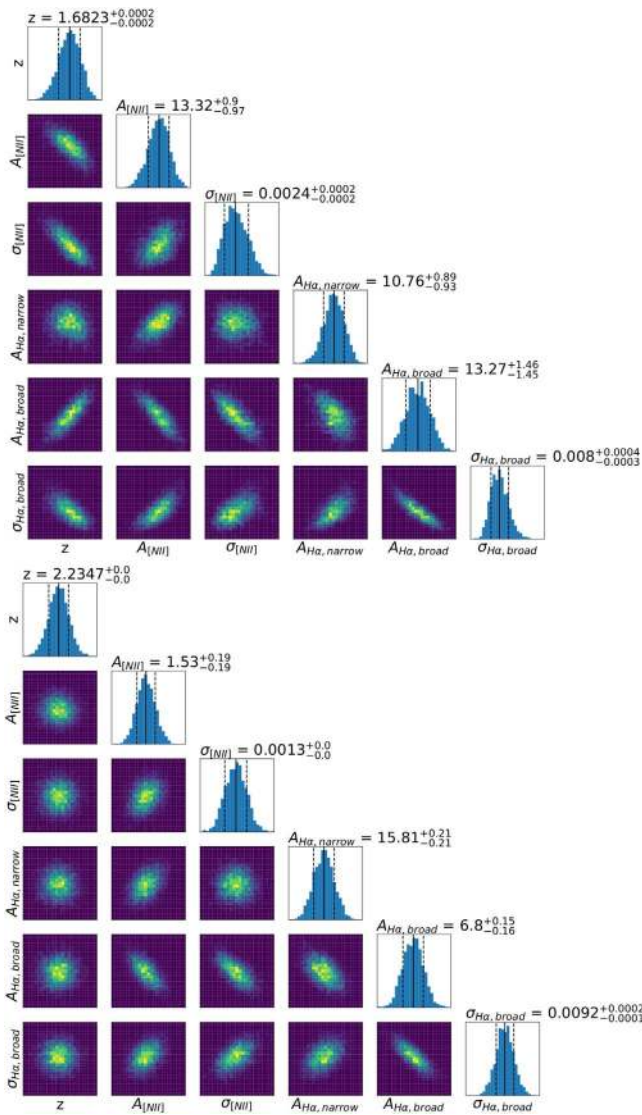 z = 1.6823 +0.0002 -0.0002
z
A[NII] = 13.32 +0.9 -0.97
A[NII]
σ[NII] = 0.0024 +0.0002 -0.0002
σ[NII]
AHα, narrow = 10.76 +0.89 -0.93
AHα, narrow
AHα, broad = 13.27 +1.46 -1.45
AHα, broad
σHα, broad = 0.008 +0.0004 -0.0003
σHα, broad
z A[NII] σ[NII] AHα, narrow AHα, broad σHα, broad
z = 2.2347 +0.0 -0.0
z
A[NII] = 1.53 +0.19 -0.19
A[NII]
σ[NII] = 0.0013 +0.0 -0.0
σ[NII]
AHα, narrow = 15.81 +0.21 -0.21
AHα, narrow
AHα, broad = 6.8 +0.15 -0.16
AHα, broad
σHα, broad = 0.0092 +0.0002 -0.0001
σHα, broad
z A[NII] σ[NII] AHα, narrow AHα, broad σHα, broad